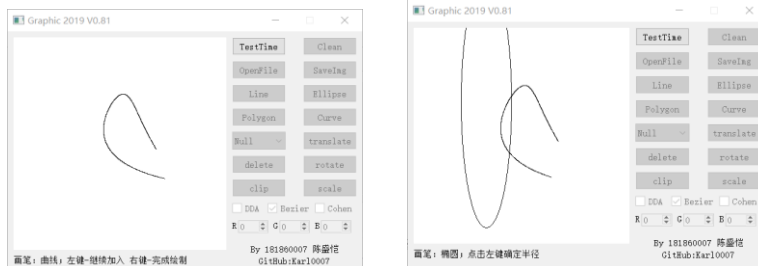 Graphic 2019 V0.81
TestTime Clean
OpenFile SaveImg
Line Ellipse
Polygon Curve
Null translate
delete rotate
clip scale
DDA Bezier Cohen
R 0 G 0 B 0
By 181860007 陈盛恺
画笔：曲线：左键-继续加入 右键-完成绘制 GitHub:Karl0007
Graphic 2019 V0.81
TestTime Clean
OpenFile SaveImg
Line Ellipse
Polygon Curve
Null translate
delete rotate
clip scale
DDA Bezier Cohen
R 0 G 0 B 0
By 181860007 陈盛恺
画笔：椭圆：点击左键确定半径 GitHub:Karl0007